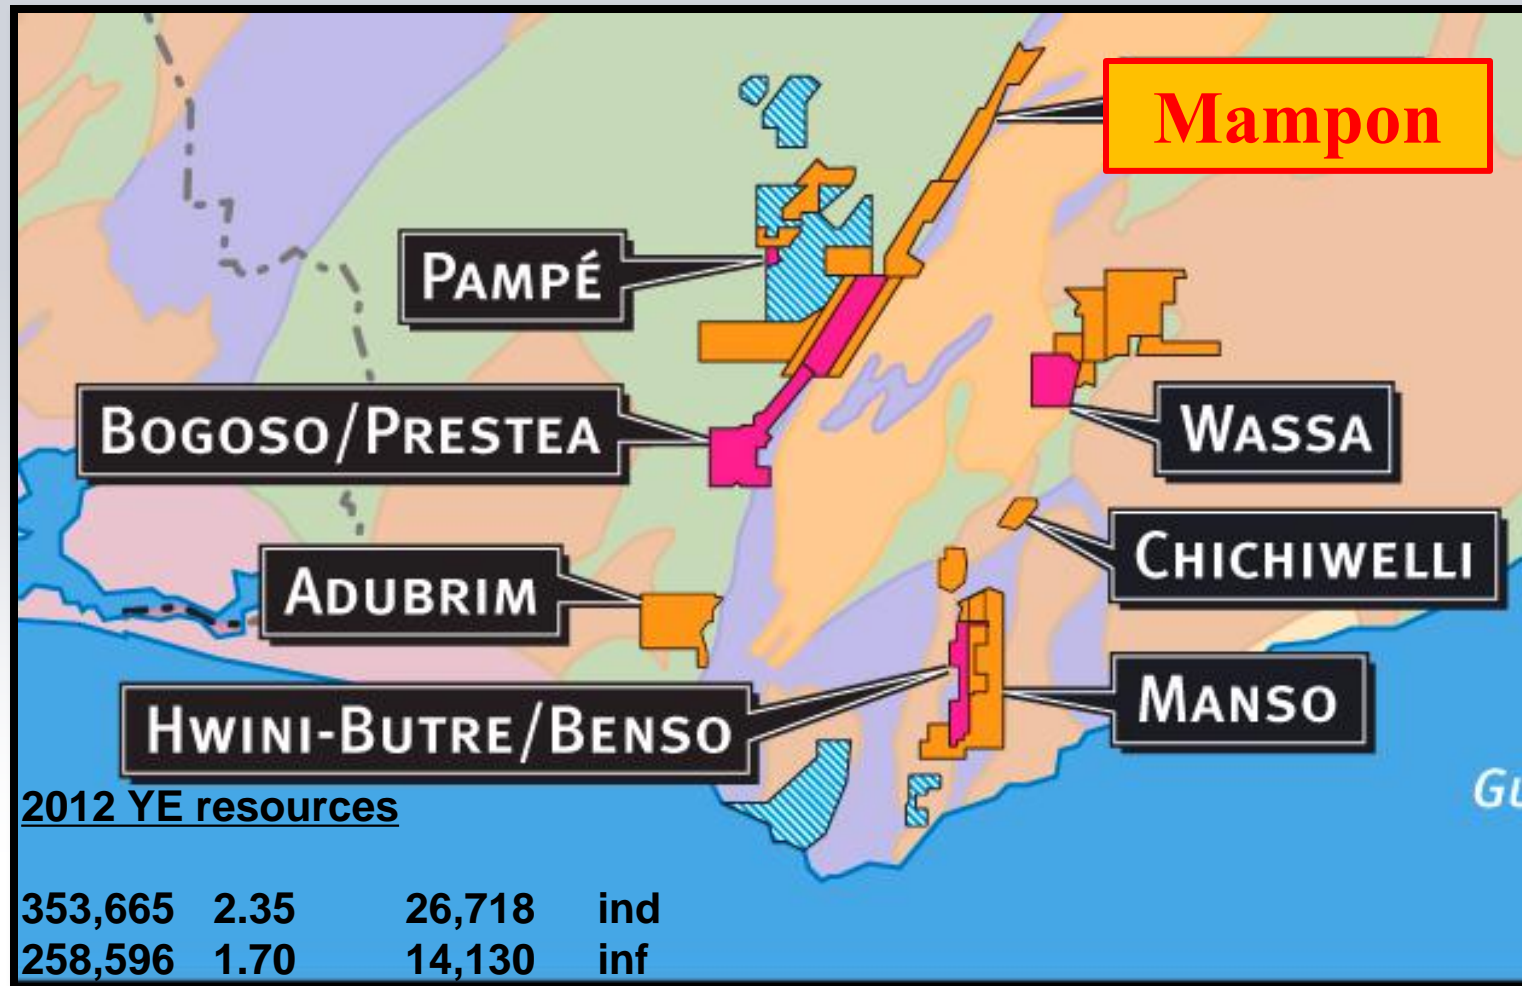 Mampon
PAMPÉ
BOGOSO/PRESTEA
WASSA
CHICHIWELLI
ADUBRIM
MANSO
HWINI-BUTRE/BENSO
GU
2012 YE resources
353,665 2.35 26,718 ind
258,596 1.70 14,130 inf